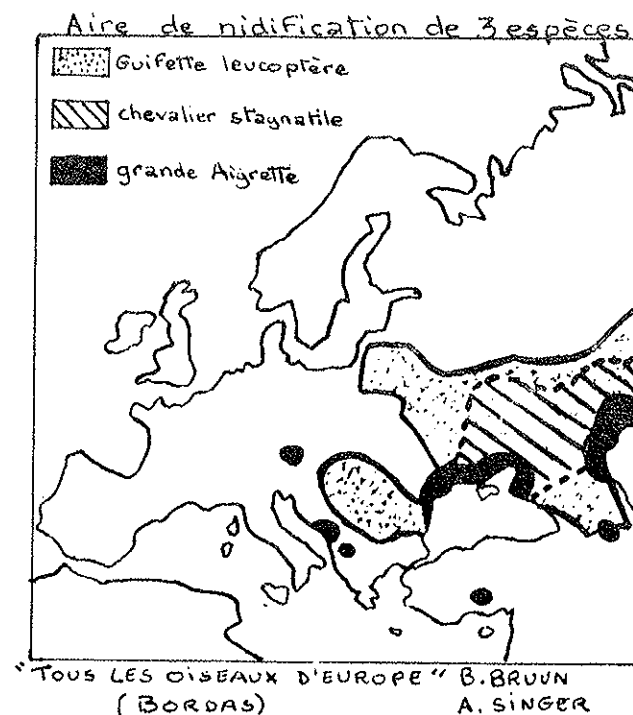 Aire de nidification de 3 espèces
Guifette leucoptère
chevalier stagnatile
grande Aigrette
"TOUS LES OISEAUX D'EUROPE" B.BRUUN
(BORDAS) A.SINGER